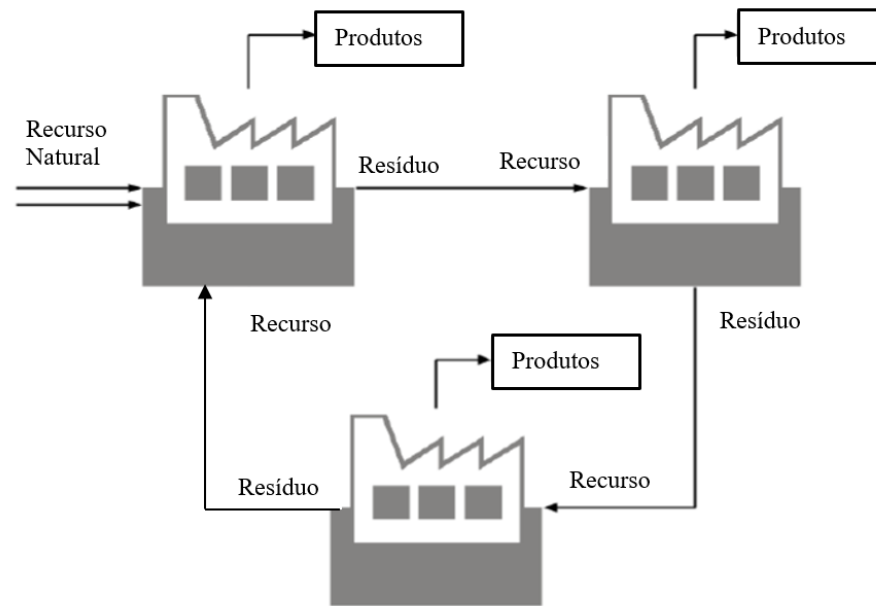 Produtos
Produtos
Recurso
Natural
Resíduo
Recurso
Recurso
Resíduo
Produtos
Resíduo
Recurso